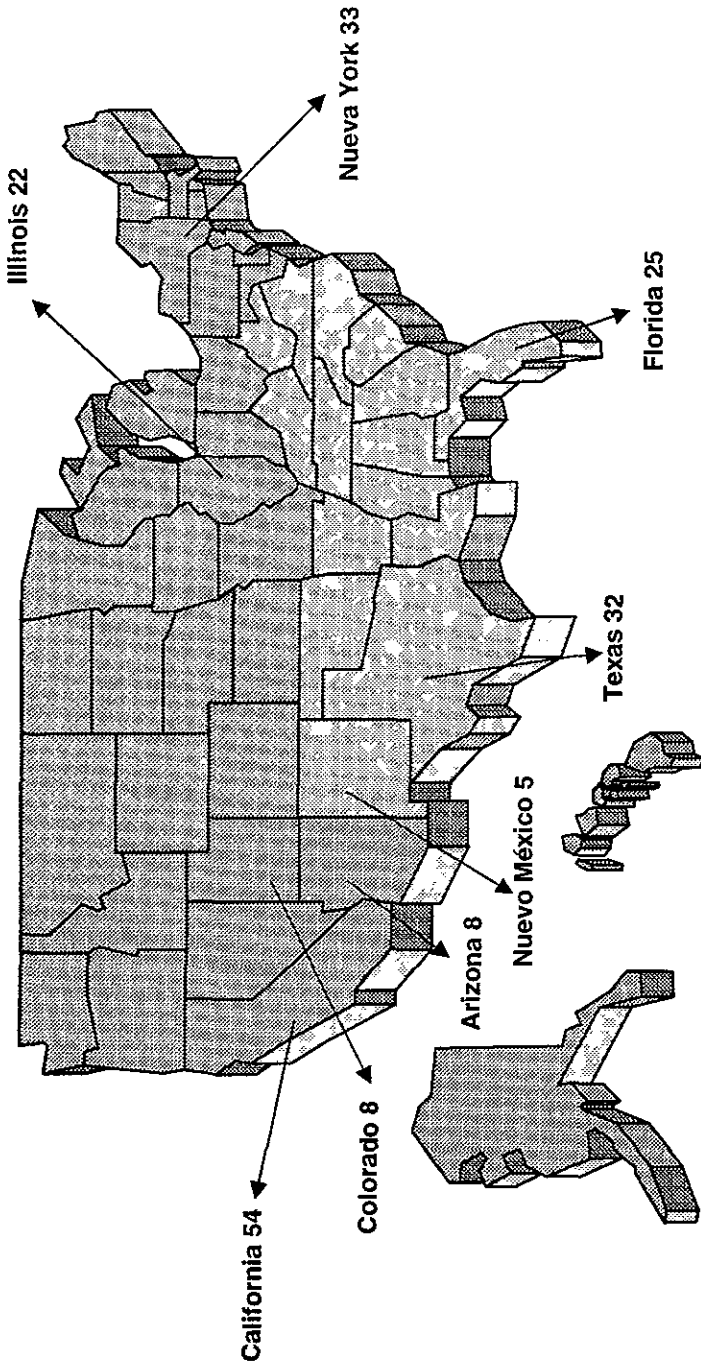 Illinois 22
Nueva York 33
California 54
Colorado 8
Arizona 8
Nuevo México 5
Texas 32
Florida 25